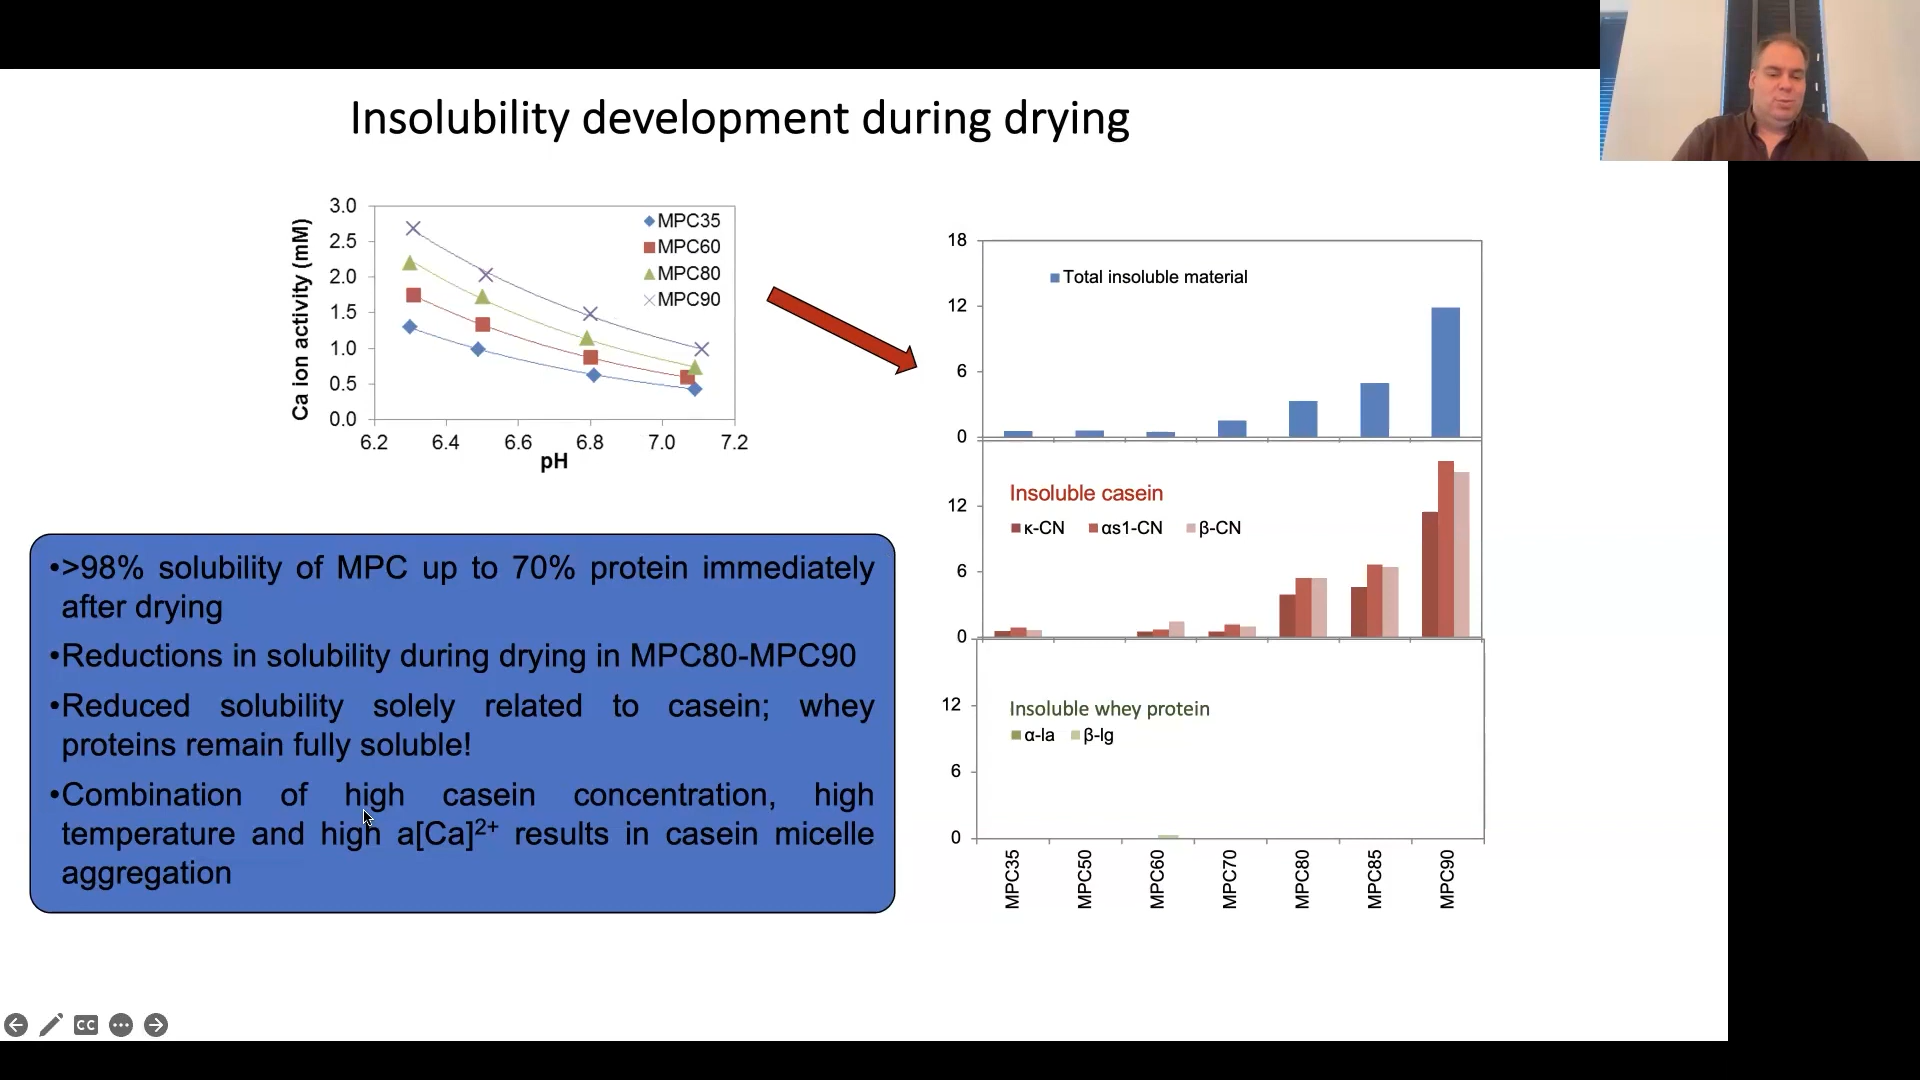 Insolubility development during drying
3.0
2.5
2.0
1.5
1.0
0.5
0.0
Ca ion activity (mM)
6.2 6.4 6.6 6.8 7.0 7.2
pH
MPC35
MPC60
MPC80
MPC90
•>98% solubility of MPC up to 70% protein immediately
after drying
•Reductions in solubility during drying in MPC80-MPC90
•Reduced solubility solely related to casein; whey
proteins remain fully soluble!
•Combination of high casein concentration, high
temperature and high a[Ca]²⁺ results in casein micelle
aggregation
18
12
6
0
Total insoluble material
12
6
0
Insoluble casein
κ-CN αs1-CN β-CN
12
6
0
Insoluble whey protein
α-la β-lg
MPC35 MPC50 MPC60 MPC70 MPC80 MPC85 MPC90
CC